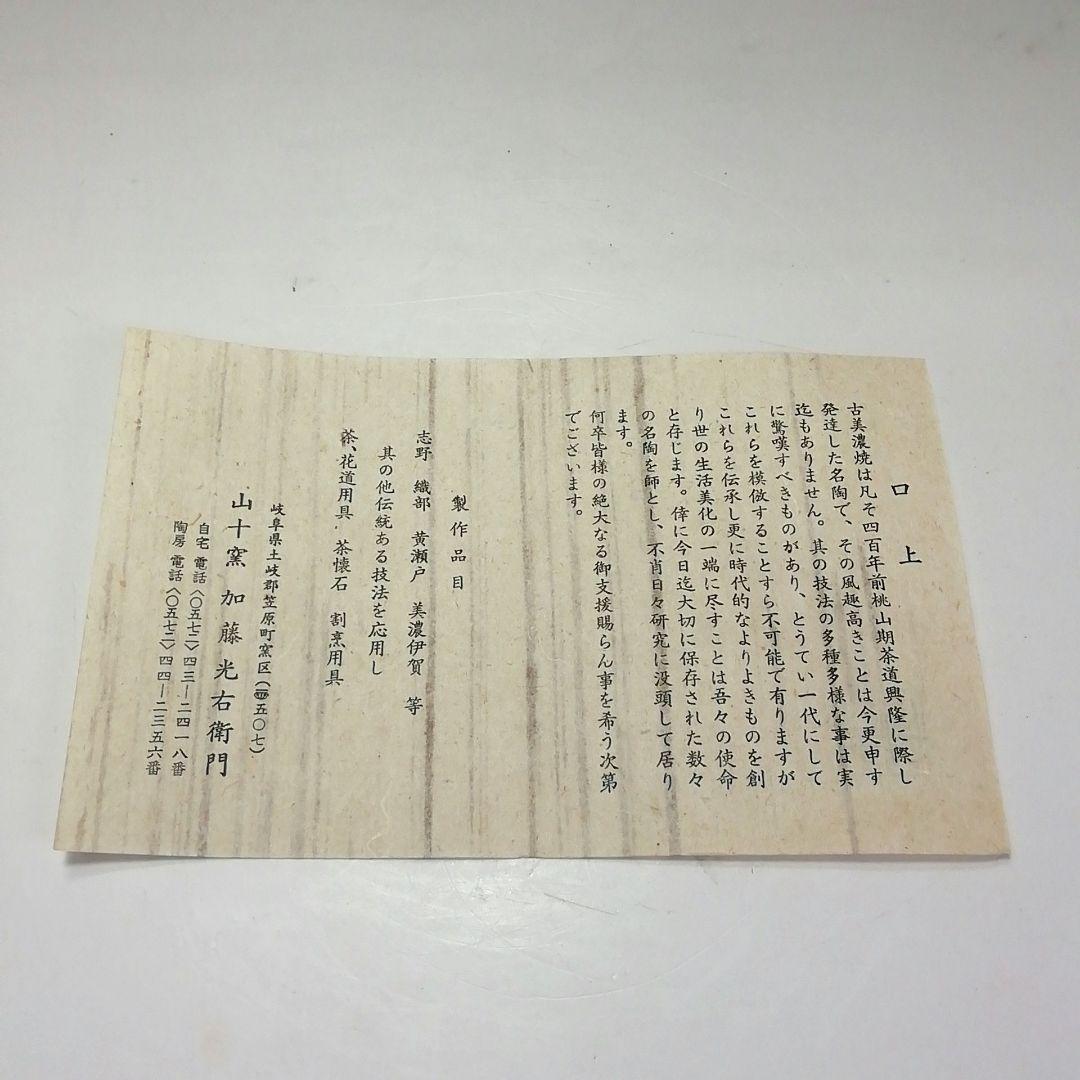 口上
古美濃焼は凡そ四百年前桃山期茶道興隆に際し
発達した名陶で、その風趣高きことは今更申す
迄もありません。其の技法の多種多様な事は実
に驚嘆すべきものがあり、とうてい一代にして
これらを模倣することすら不可能で有りますが
これらを伝承し更に時代的なよりよきものを創
り世の生活美化の一端に尽すことは吾々の使命
と存じます。倖に今日迄大切に保存された数々
の名陶を師とし、不肖日々研究に没頭して居り
ます。
何卒皆様の絶大なる御支援賜らん事を希う次第
でございます。
製作品目
志野 織部 黄瀬戸 美濃伊賀 等
其の他伝統ある技法を応用し
茶、花道用具 茶懐石 割烹用具
岐阜県土岐郡笠原町窯区(五〇七)
山十窯 加藤光右衛門
自宅 電話〈〇五七二〉四三―二四一八番
陶房 電話〈〇五七二〉四四―二三五六番